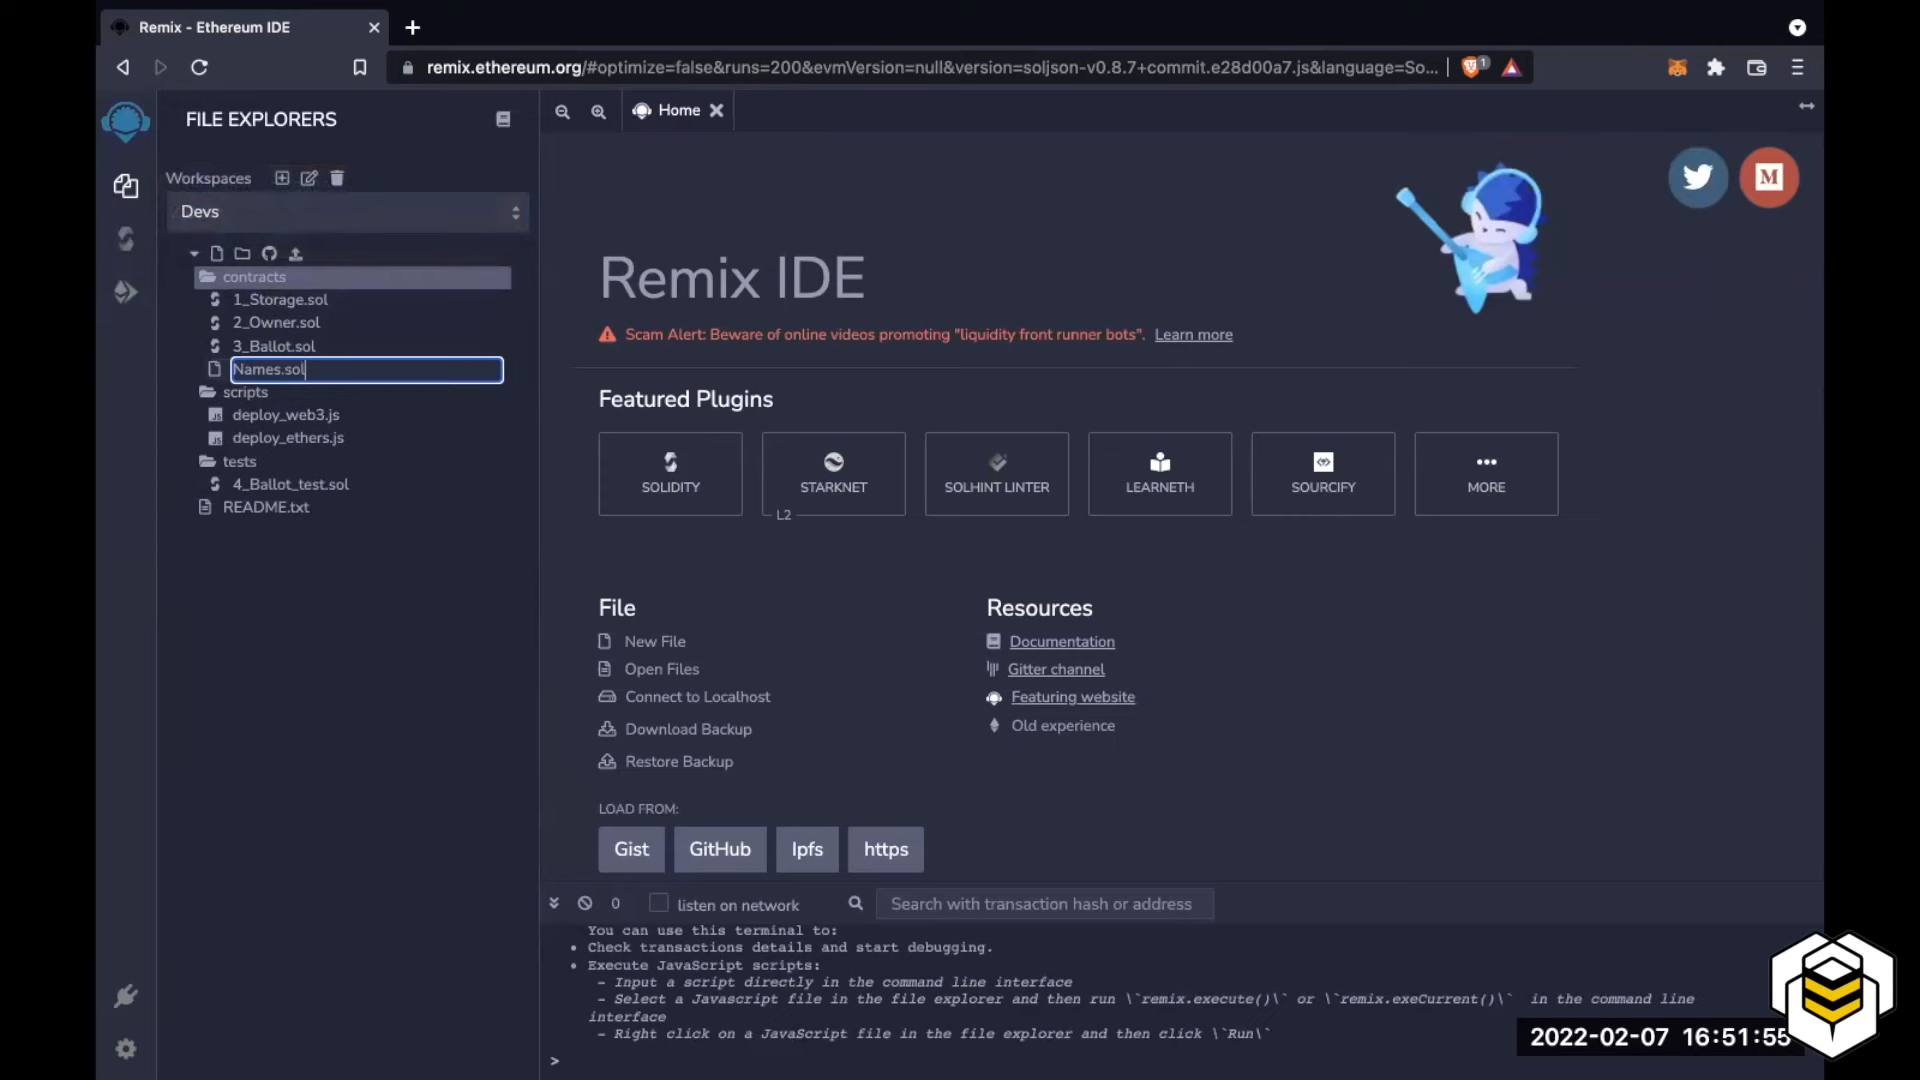 Remix - Ethereum IDE
remix.ethereum.org/#optimize=false&runs=200&evmVersion=null&version=soljson-v0.8.7+commit.e28d00a7.js&language=So...
1
FILE EXPLORERS
Home
Workspaces
Devs
contracts
1_Storage.sol
2_Owner.sol
3_Ballot.sol
Names.sol
scripts
deploy_web3.js
deploy_ethers.js
tests
4_Ballot_test.sol
README.txt
M
Remix IDE
Scam Alert: Beware of online videos promoting "liquidity front runner bots". Learn more
Featured Plugins
SOLIDITY
STARKNET
L2
SOLHINT LINTER
LEARNETH
SOURCIFY
MORE
File
New File
Open Files
Connect to Localhost
Download Backup
Restore Backup
Resources
Documentation
Gitter channel
Featuring website
Old experience
LOAD FROM:
Gist GitHub Ipfs https
0 listen on network Search with transaction hash or address
You can use this terminal to:
• Check transactions details and start debugging.
• Execute JavaScript scripts:
- Input a script directly in the command line interface
- Select a Javascript file in the file explorer and then run \`remix.execute()\` or \`remix.exeCurrent()\` in the command line
interface
- Right click on a JavaScript file in the file explorer and then click \`Run\`
>
2022-02-07 16:51:55